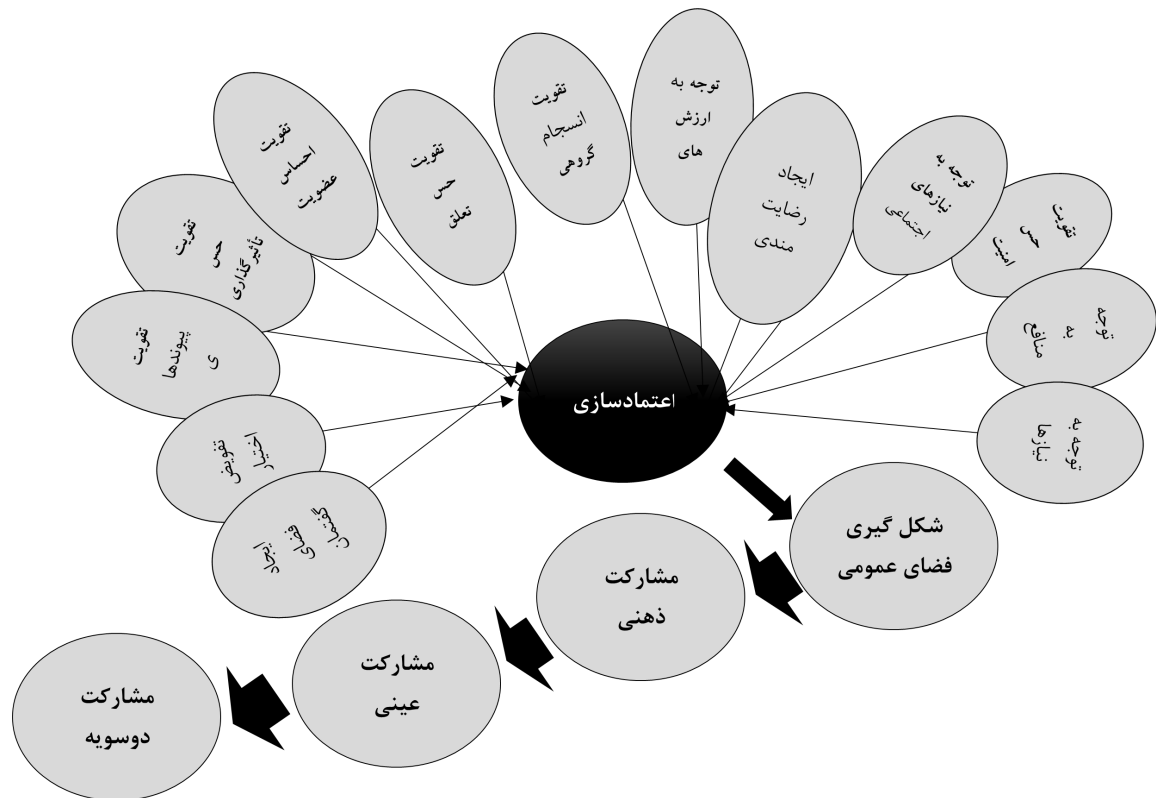 توجه به
ارزش
های
تقویت
انسجام
گروهی
تقویت
حس
تعلق
تقویت
احساس
عضویت
تقویت
حس
تأثیرگذاری
تقویت
پیوندها
ی
تفویض
اختیار
ایجاد
فضای
گفتمان
ایجاد
رضایت
مندی
توجه به
نیازهای
اجتماعی
تقویت
حس
امنیت
توجه
به
منافع
توجه به
نیازها
اعتمادسازی
شکل گیری
فضای عمومی
مشارکت
ذهنی
مشارکت
عینی
مشارکت
دوسویه